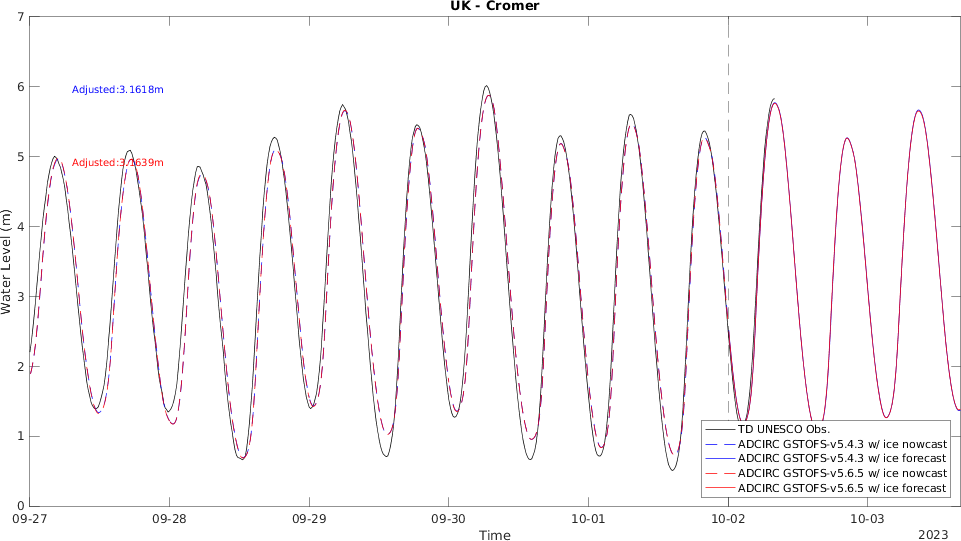 UK - Cromer
7
6
5
4
3
2
1
0
Water Level (m)
Adjusted:3.1618m
Adjusted:3.1639m
TD UNESCO Obs.
ADCIRC GSTOFS-v5.4.3 w/ ice nowcast
ADCIRC GSTOFS-v5.4.3 w/ ice forecast
ADCIRC GSTOFS-v5.6.5 w/ ice nowcast
ADCIRC GSTOFS-v5.6.5 w/ ice forecast
09-27 09-28 09-29 09-30 10-01 10-02 10-03
Time
2023